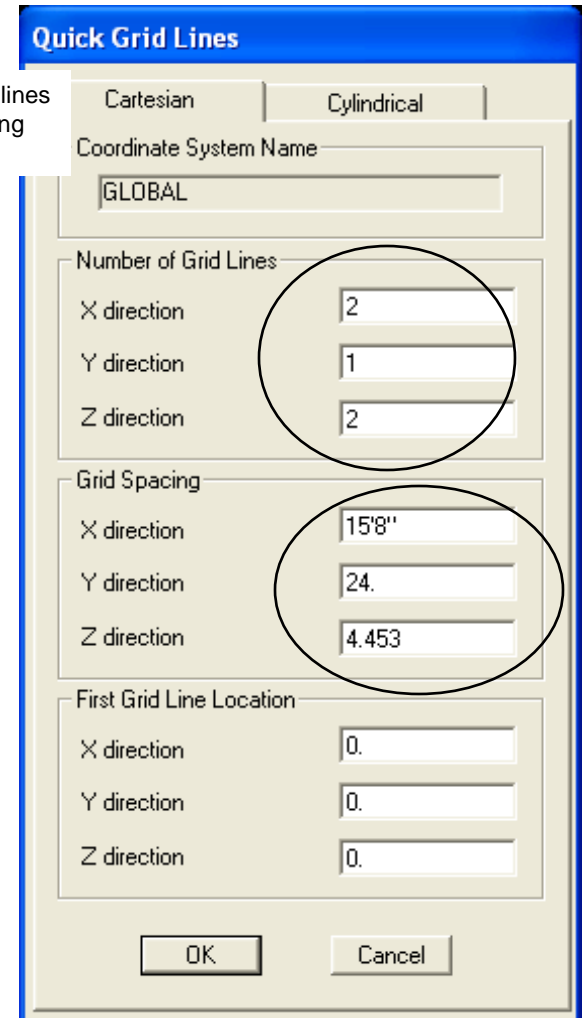 Quick Grid Lines
lines
Cartesian
Cylindrical
Coordinate System Name
GLOBAL
Number of Grid Lines
X direction 2
Y direction 1
Z direction 2
Grid Spacing
X direction 15'8"
Y direction 24.
Z direction 4.453
First Grid Line Location
X direction 0.
Y direction 0.
Z direction 0.
OK
Cancel